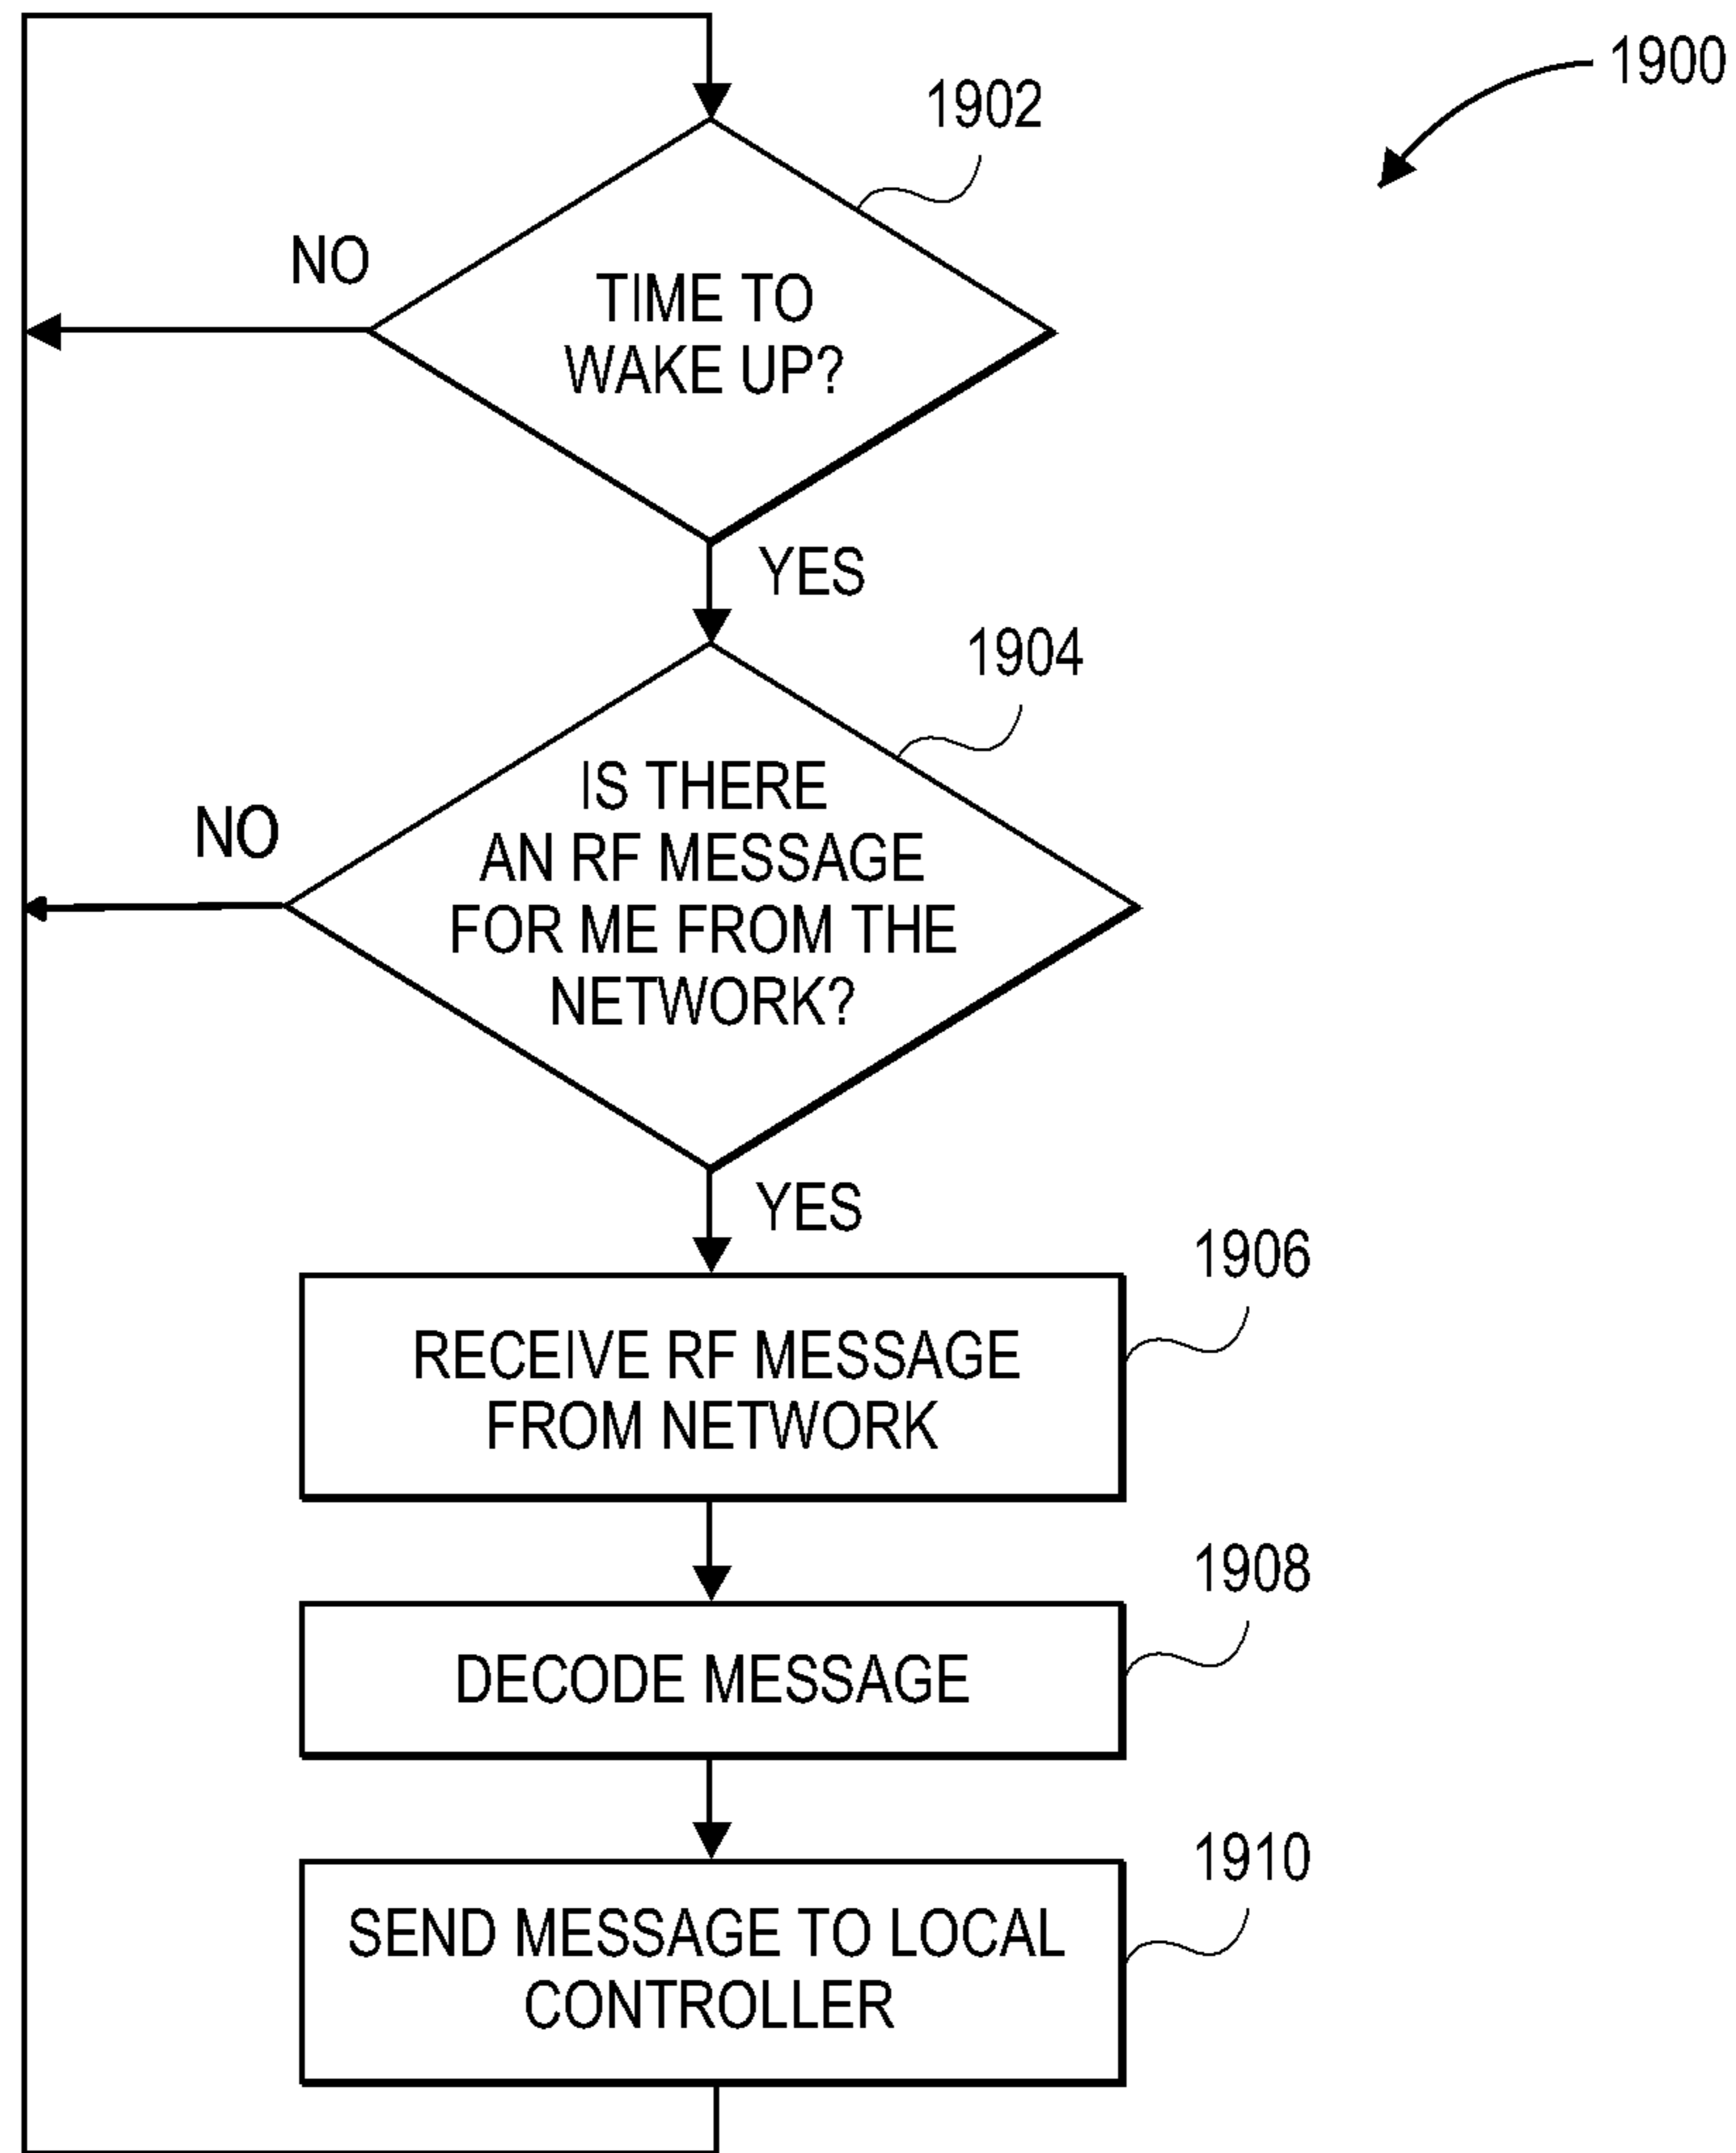 1900
1902
NO
TIME TO
WAKE UP?
YES
1904
NO
IS THERE
AN RF MESSAGE
FOR ME FROM THE
NETWORK?
YES
1906
RECEIVE RF MESSAGE
FROM NETWORK
1908
DECODE MESSAGE
1910
SEND MESSAGE TO LOCAL
CONTROLLER